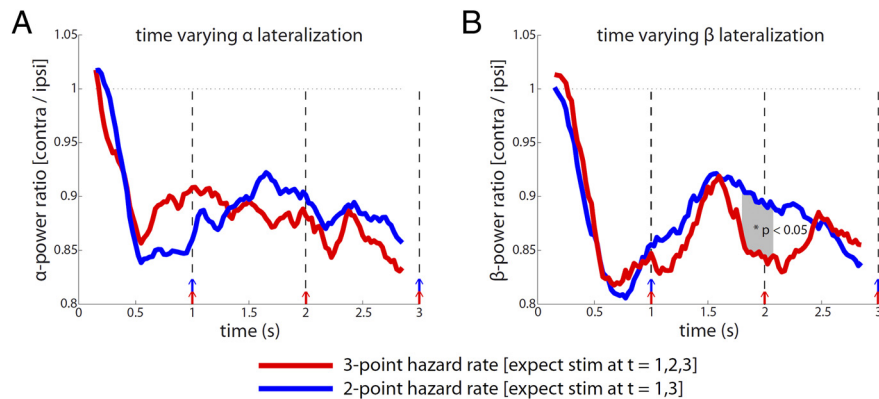 A
time varying α lateralization
α-power ratio [contra / ipsi]
1.05
1
0.95
0.9
0.85
0.8
0
0.5
1
1.5
2
2.5
3
time (s)
B
time varying β lateralization
β-power ratio [contra / ipsi]
1.05
1
0.95
0.9
0.85
0.8
* p < 0.05
0
0.5
1
1.5
2
2.5
3
time (s)
3-point hazard rate [expect stim at t = 1,2,3]
2-point hazard rate [expect stim at t = 1,3]